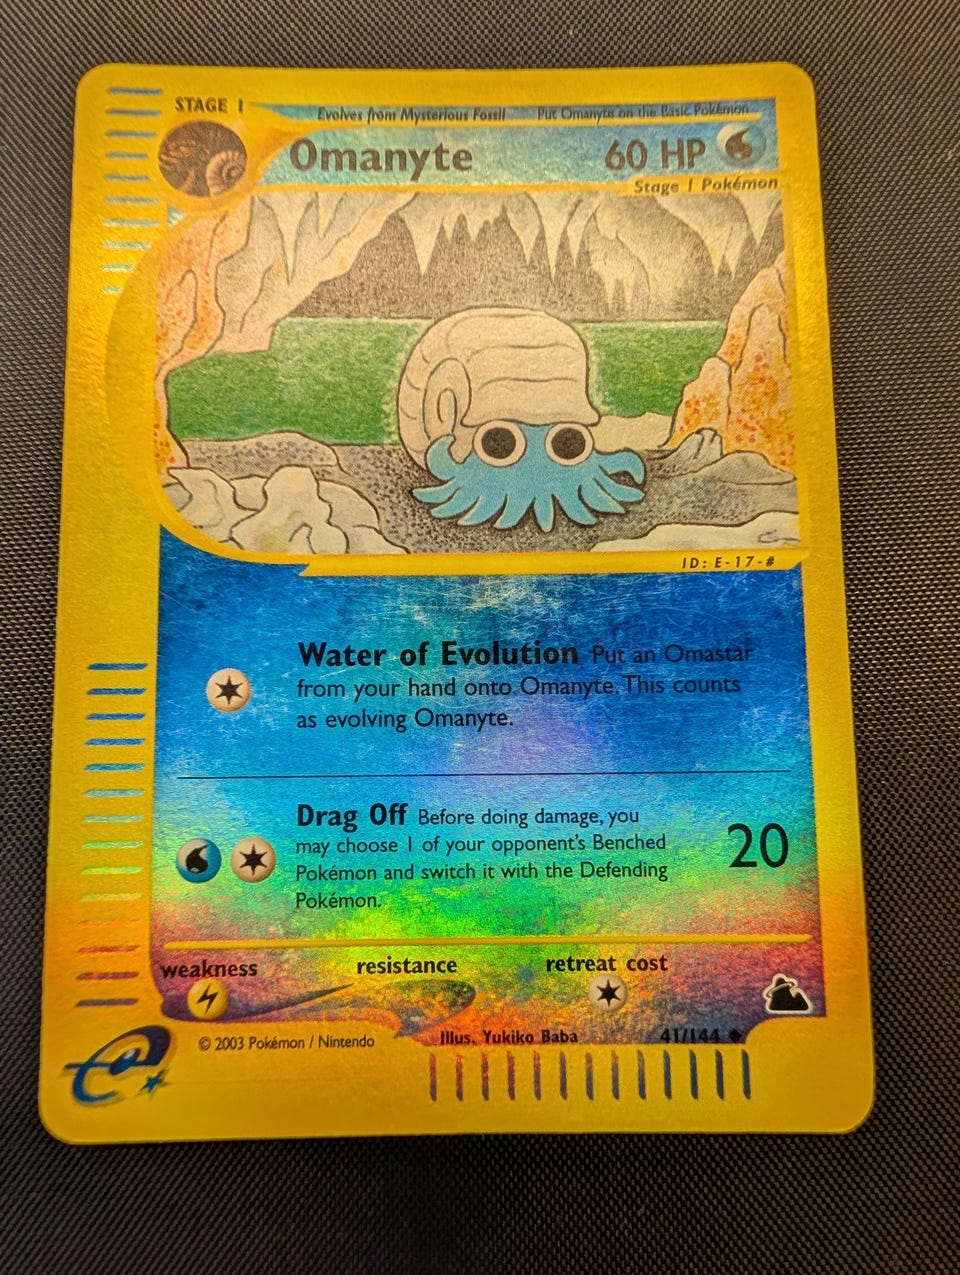 STAGE 1
Evolves from Mysterious Fossil
Put Omanyte on the Basic Pokémon
Omanyte
60 HP
Stage 1 Pokémon
ID: E-17-#
Water of Evolution Put an Omastar
from your hand onto Omanyte. This counts
as evolving Omanyte.
Drag Off Before doing damage, you
may choose 1 of your opponent's Benched
Pokémon and switch it with the Defending
Pokémon.
20
weakness
resistance
retreat cost
© 2003 Pokémon / Nintendo
Illus. Yukiko Baba
41/144